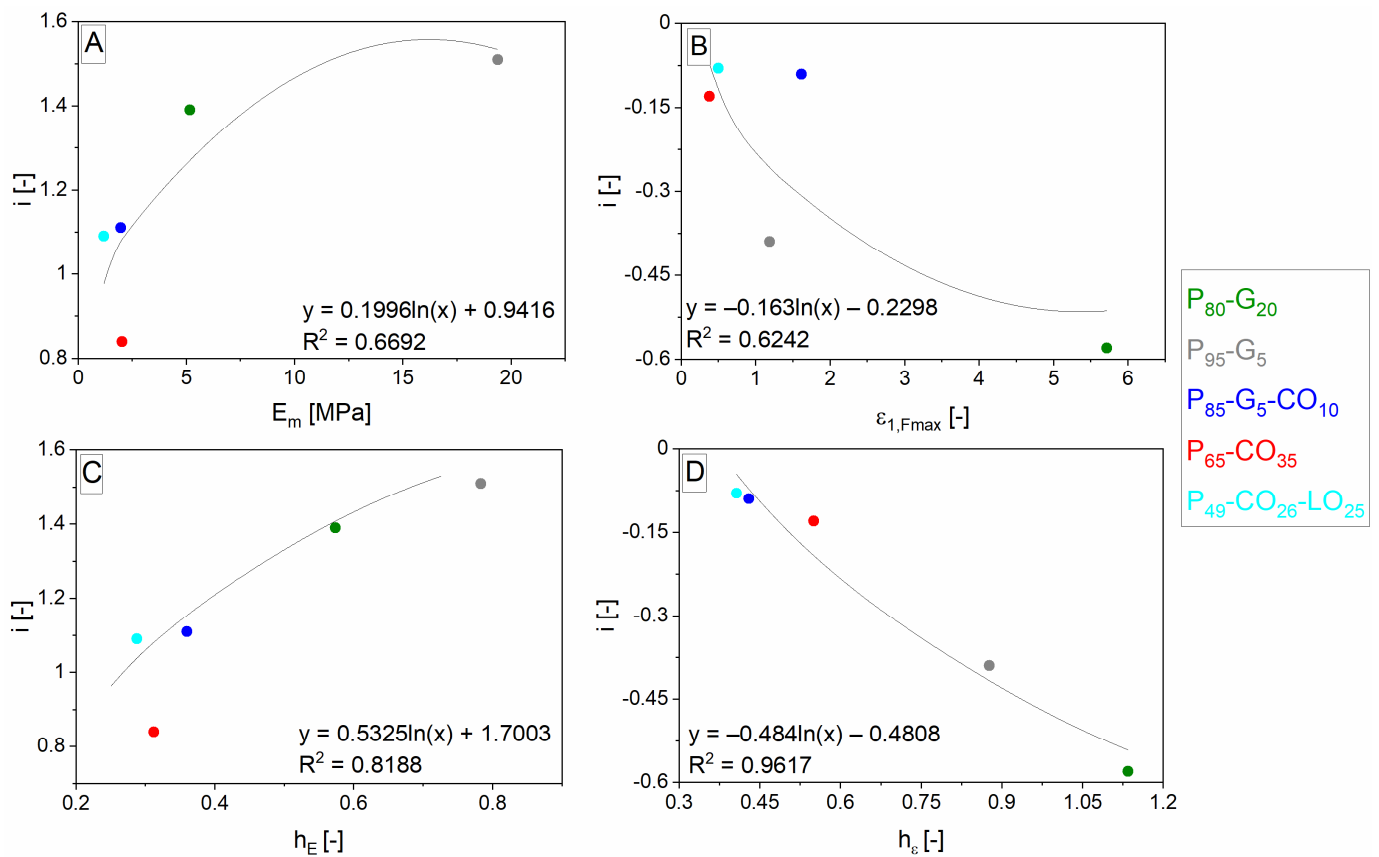 A
1.6
1.4
1.2
1
0.8
i [-]
0
5
10
15
20
E_m [MPa]
y = 0.1996ln(x) + 0.9416
R² = 0.6692
B
0
-0.15
-0.3
-0.45
-0.6
i [-]
0
1
2
3
4
5
6
ε_1,Fmax [-]
y = –0.163ln(x) – 0.2298
R² = 0.6242
C
1.6
1.4
1.2
1
0.8
i [-]
0.2
0.4
0.6
0.8
h_E [-]
y = 0.5325ln(x) + 1.7003
R² = 0.8188
D
0
-0.15
-0.3
-0.45
-0.6
i [-]
0.3
0.45
0.6
0.75
0.9
1.05
1.2
h_ε [-]
y = –0.484ln(x) – 0.4808
R² = 0.9617
P₈₀-G₂₀
P₉₅-G₅
P₈₅-G₅-CO₁₀
P₆₅-CO₃₅
P₄₉-CO₂₆-LO₂₅